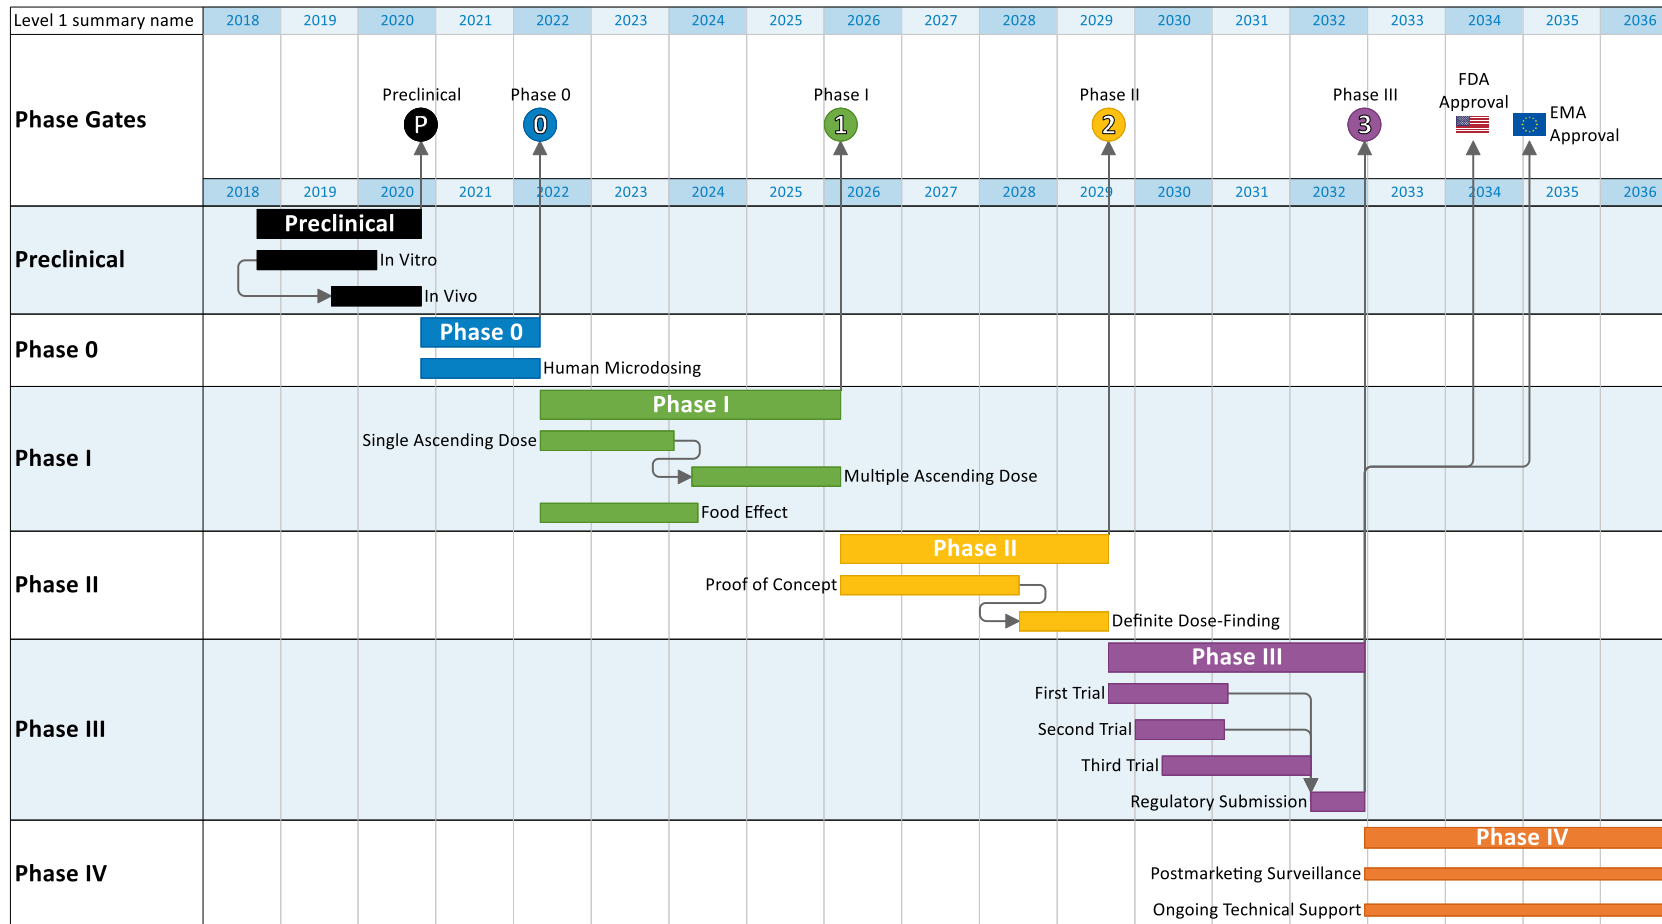 Level 1 summary name 2018 2019 2020 2021 2022 2023 2024 2025 2026 2027 2028 2029 2030 2031 2032 2033 2034 2035 2036
Phase Gates
Preclinical
P
Phase 0
0
Phase I
1
Phase II
2
Phase III
3
FDA
Approval
EMA
Approval
2018 2019 2020 2021 2022 2023 2024 2025 2026 2027 2028 2029 2030 2031 2032 2033 2034 2035 2036
Preclinical
Preclinical
In Vitro
In Vivo
Phase 0
Phase 0
Human Microdosing
Phase I
Phase I
Single Ascending Dose
Multiple Ascending Dose
Food Effect
Phase II
Phase II
Proof of Concept
Definite Dose-Finding
Phase III
Phase III
First Trial
Second Trial
Third Trial
Regulatory Submission
Phase IV
Phase IV
Postmarketing Surveillance
Ongoing Technical Support